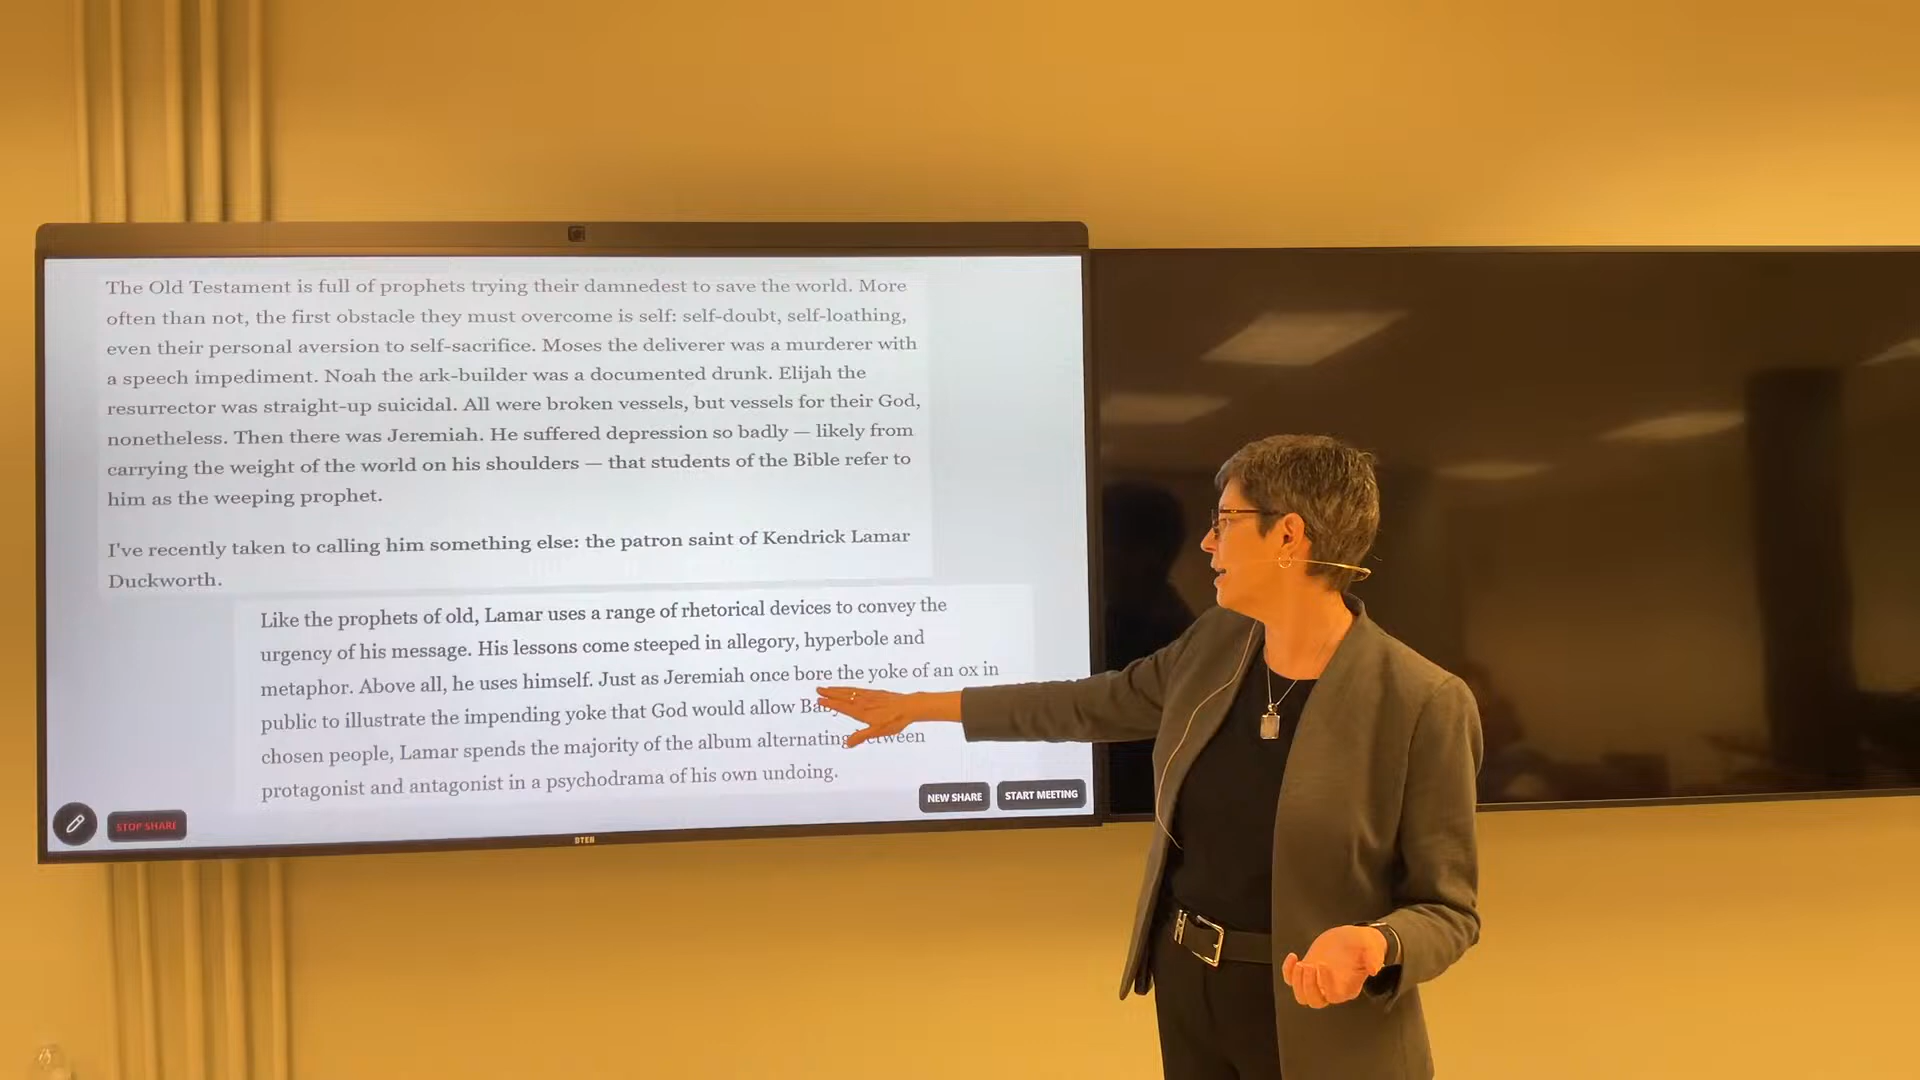 The Old Testament is full of prophets trying their damnedest to save the world. More
often than not, the first obstacle they must overcome is self: self-doubt, self-loathing,
even their personal aversion to self-sacrifice. Moses the deliverer was a murderer with
a speech impediment. Noah the ark-builder was a documented drunk. Elijah the
resurrector was straight-up suicidal. All were broken vessels, but vessels for their God,
nonetheless. Then there was Jeremiah. He suffered depression so badly — likely from
carrying the weight of the world on his shoulders — that students of the Bible refer to
him as the weeping prophet.
I've recently taken to calling him something else: the patron saint of Kendrick Lamar
Duckworth.
Like the prophets of old, Lamar uses a range of rhetorical devices to convey the
urgency of his message. His lessons come steeped in allegory, hyperbole and
metaphor. Above all, he uses himself. Just as Jeremiah once bore the yoke of an ox in
public to illustrate the impending yoke that God would allow
chosen people, Lamar spends the majority of the album alternating between
protagonist and antagonist in a psychodrama of his own undoing.
NEW SHARE START MEETING
STOP SHARE
DTEN